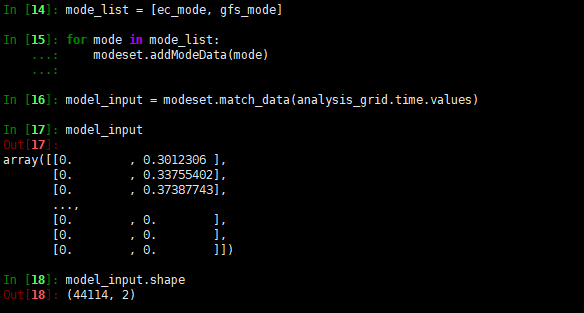 In [14]: mode_list = [ec_mode, gfs_mode]
In [15]: for mode in mode_list:
    ...:     modeset.addModeData(mode)
    ...:
In [16]: model_input = modeset.match_data(analysis_grid.time.values)
In [17]: model_input
Out[17]:
array([[0.        , 0.3012306 ],
       [0.        , 0.33755402],
       [0.        , 0.37387743],
       ...,
       [0.        , 0.        ],
       [0.        , 0.        ],
       [0.        , 0.        ]])
In [18]: model_input.shape
Out[18]: (44114, 2)